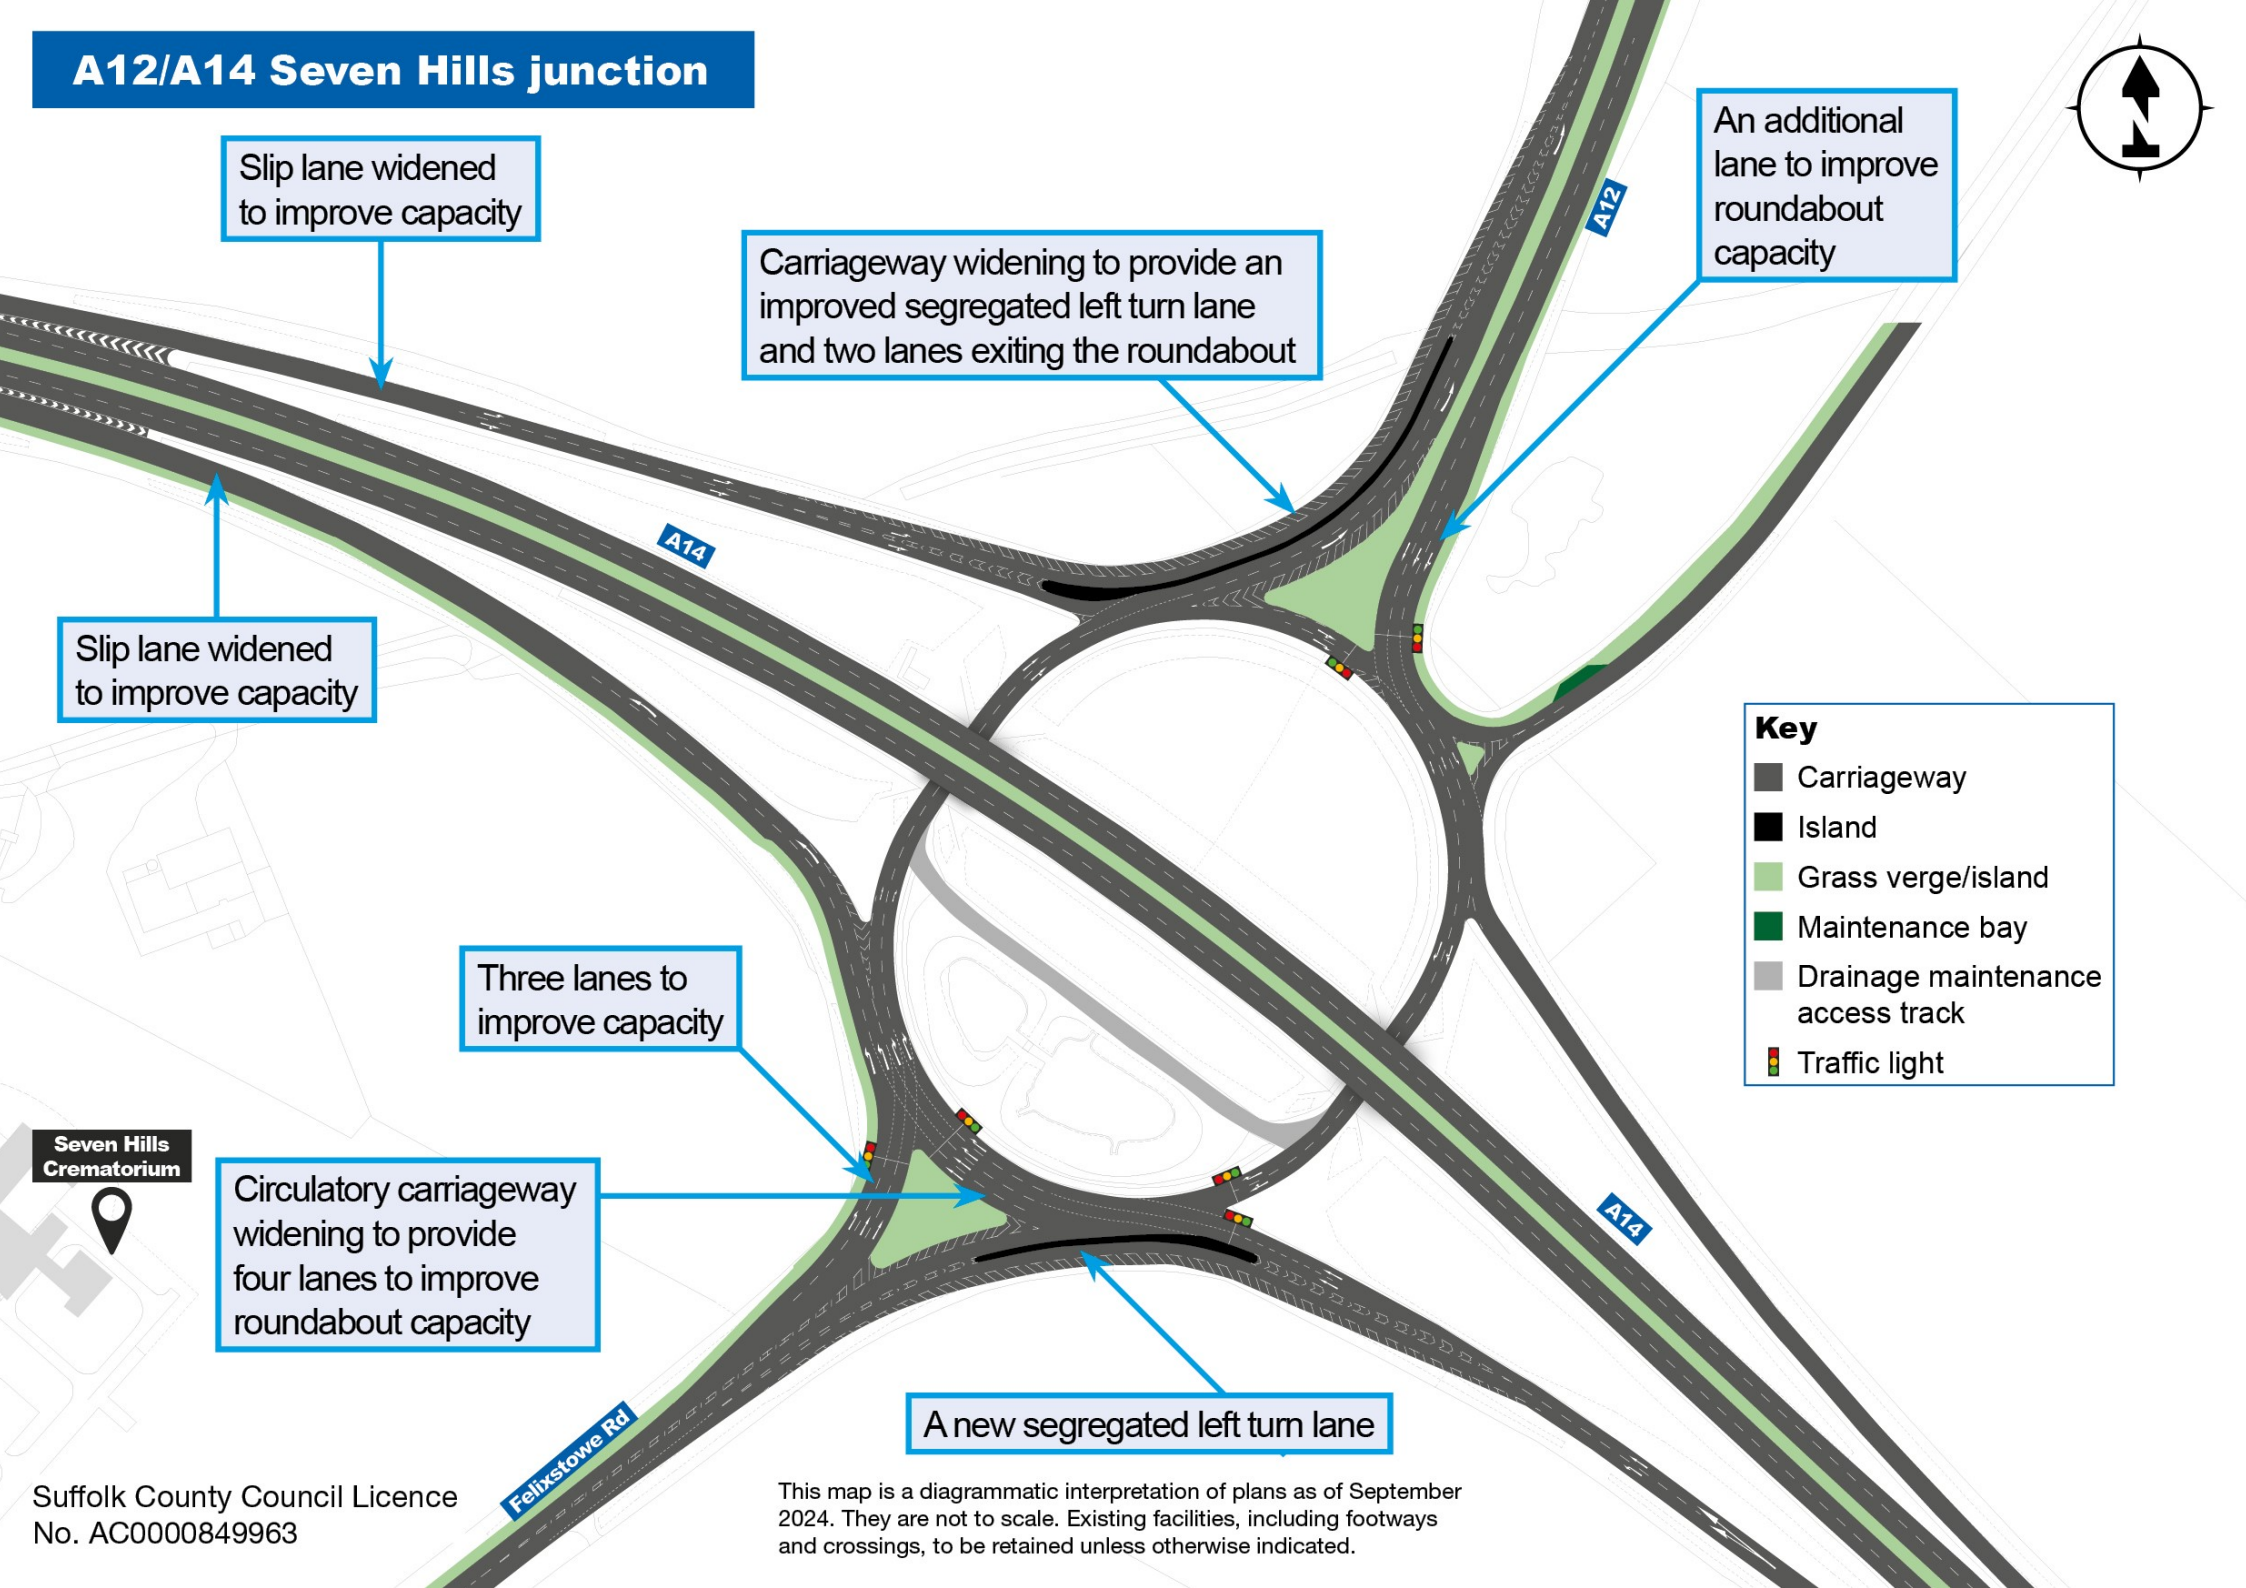 A12/A14 Seven Hills junction
Slip lane widened
to improve capacity
Carriageway widening to provide an
improved segregated left turn lane
and two lanes exiting the roundabout
An additional
lane to improve
roundabout
capacity
N
A12
A14
Slip lane widened
to improve capacity
Key
Carriageway
Island
Grass verge/island
Maintenance bay
Drainage maintenance
access track
Traffic light
Three lanes to
improve capacity
Seven Hills
Crematorium
Circulatory carriageway
widening to provide
four lanes to improve
roundabout capacity
A14
A new segregated left turn lane
Felixstowe Rd
Suffolk County Council Licence
No. AC0000849963
This map is a diagrammatic interpretation of plans as of September
2024. They are not to scale. Existing facilities, including footways
and crossings, to be retained unless otherwise indicated.